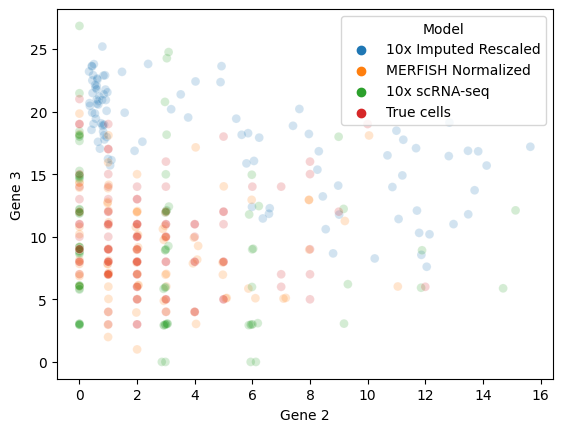 Model
10x Imputed Rescaled
MERFISH Normalized
10x scRNA-seq
True cells
25
20
15
10
5
0
Gene 3
0 2 4 6 8 10 12 14 16
Gene 2